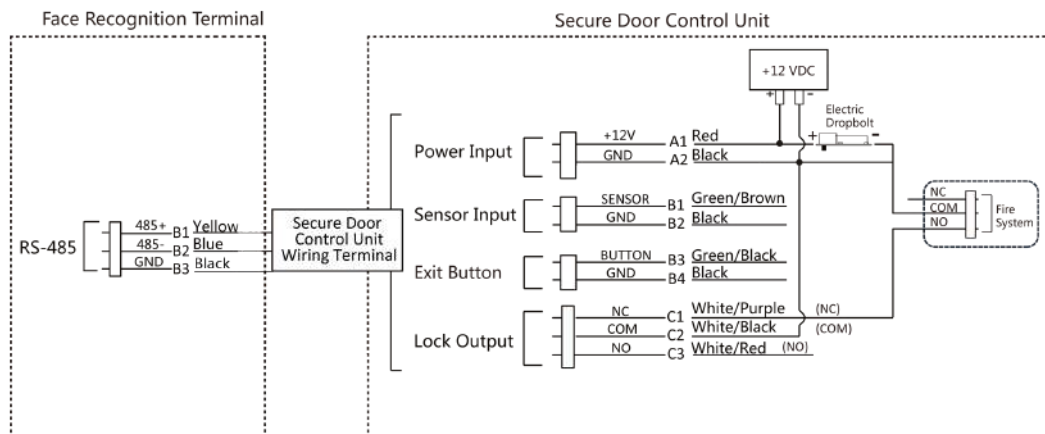 Face Recognition Terminal
Secure Door Control Unit
+12 VDC
+ -
Electric
Dropbolt
+ -
Power Input
+12V A1 Red
GND A2 Black
Sensor Input
SENSOR B1 Green/Brown
GND B2 Black
Exit Button
BUTTON B3 Green/Black
GND B4 Black
Lock Output
NC C1 White/Purple (NC)
COM C2 White/Black (COM)
NO C3 White/Red (NO)
NC
COM
NO
Fire
System
RS-485
485+ B1 Yellow
485- B2 Blue
GND B3 Black
Secure Door
Control Unit
Wiring Terminal